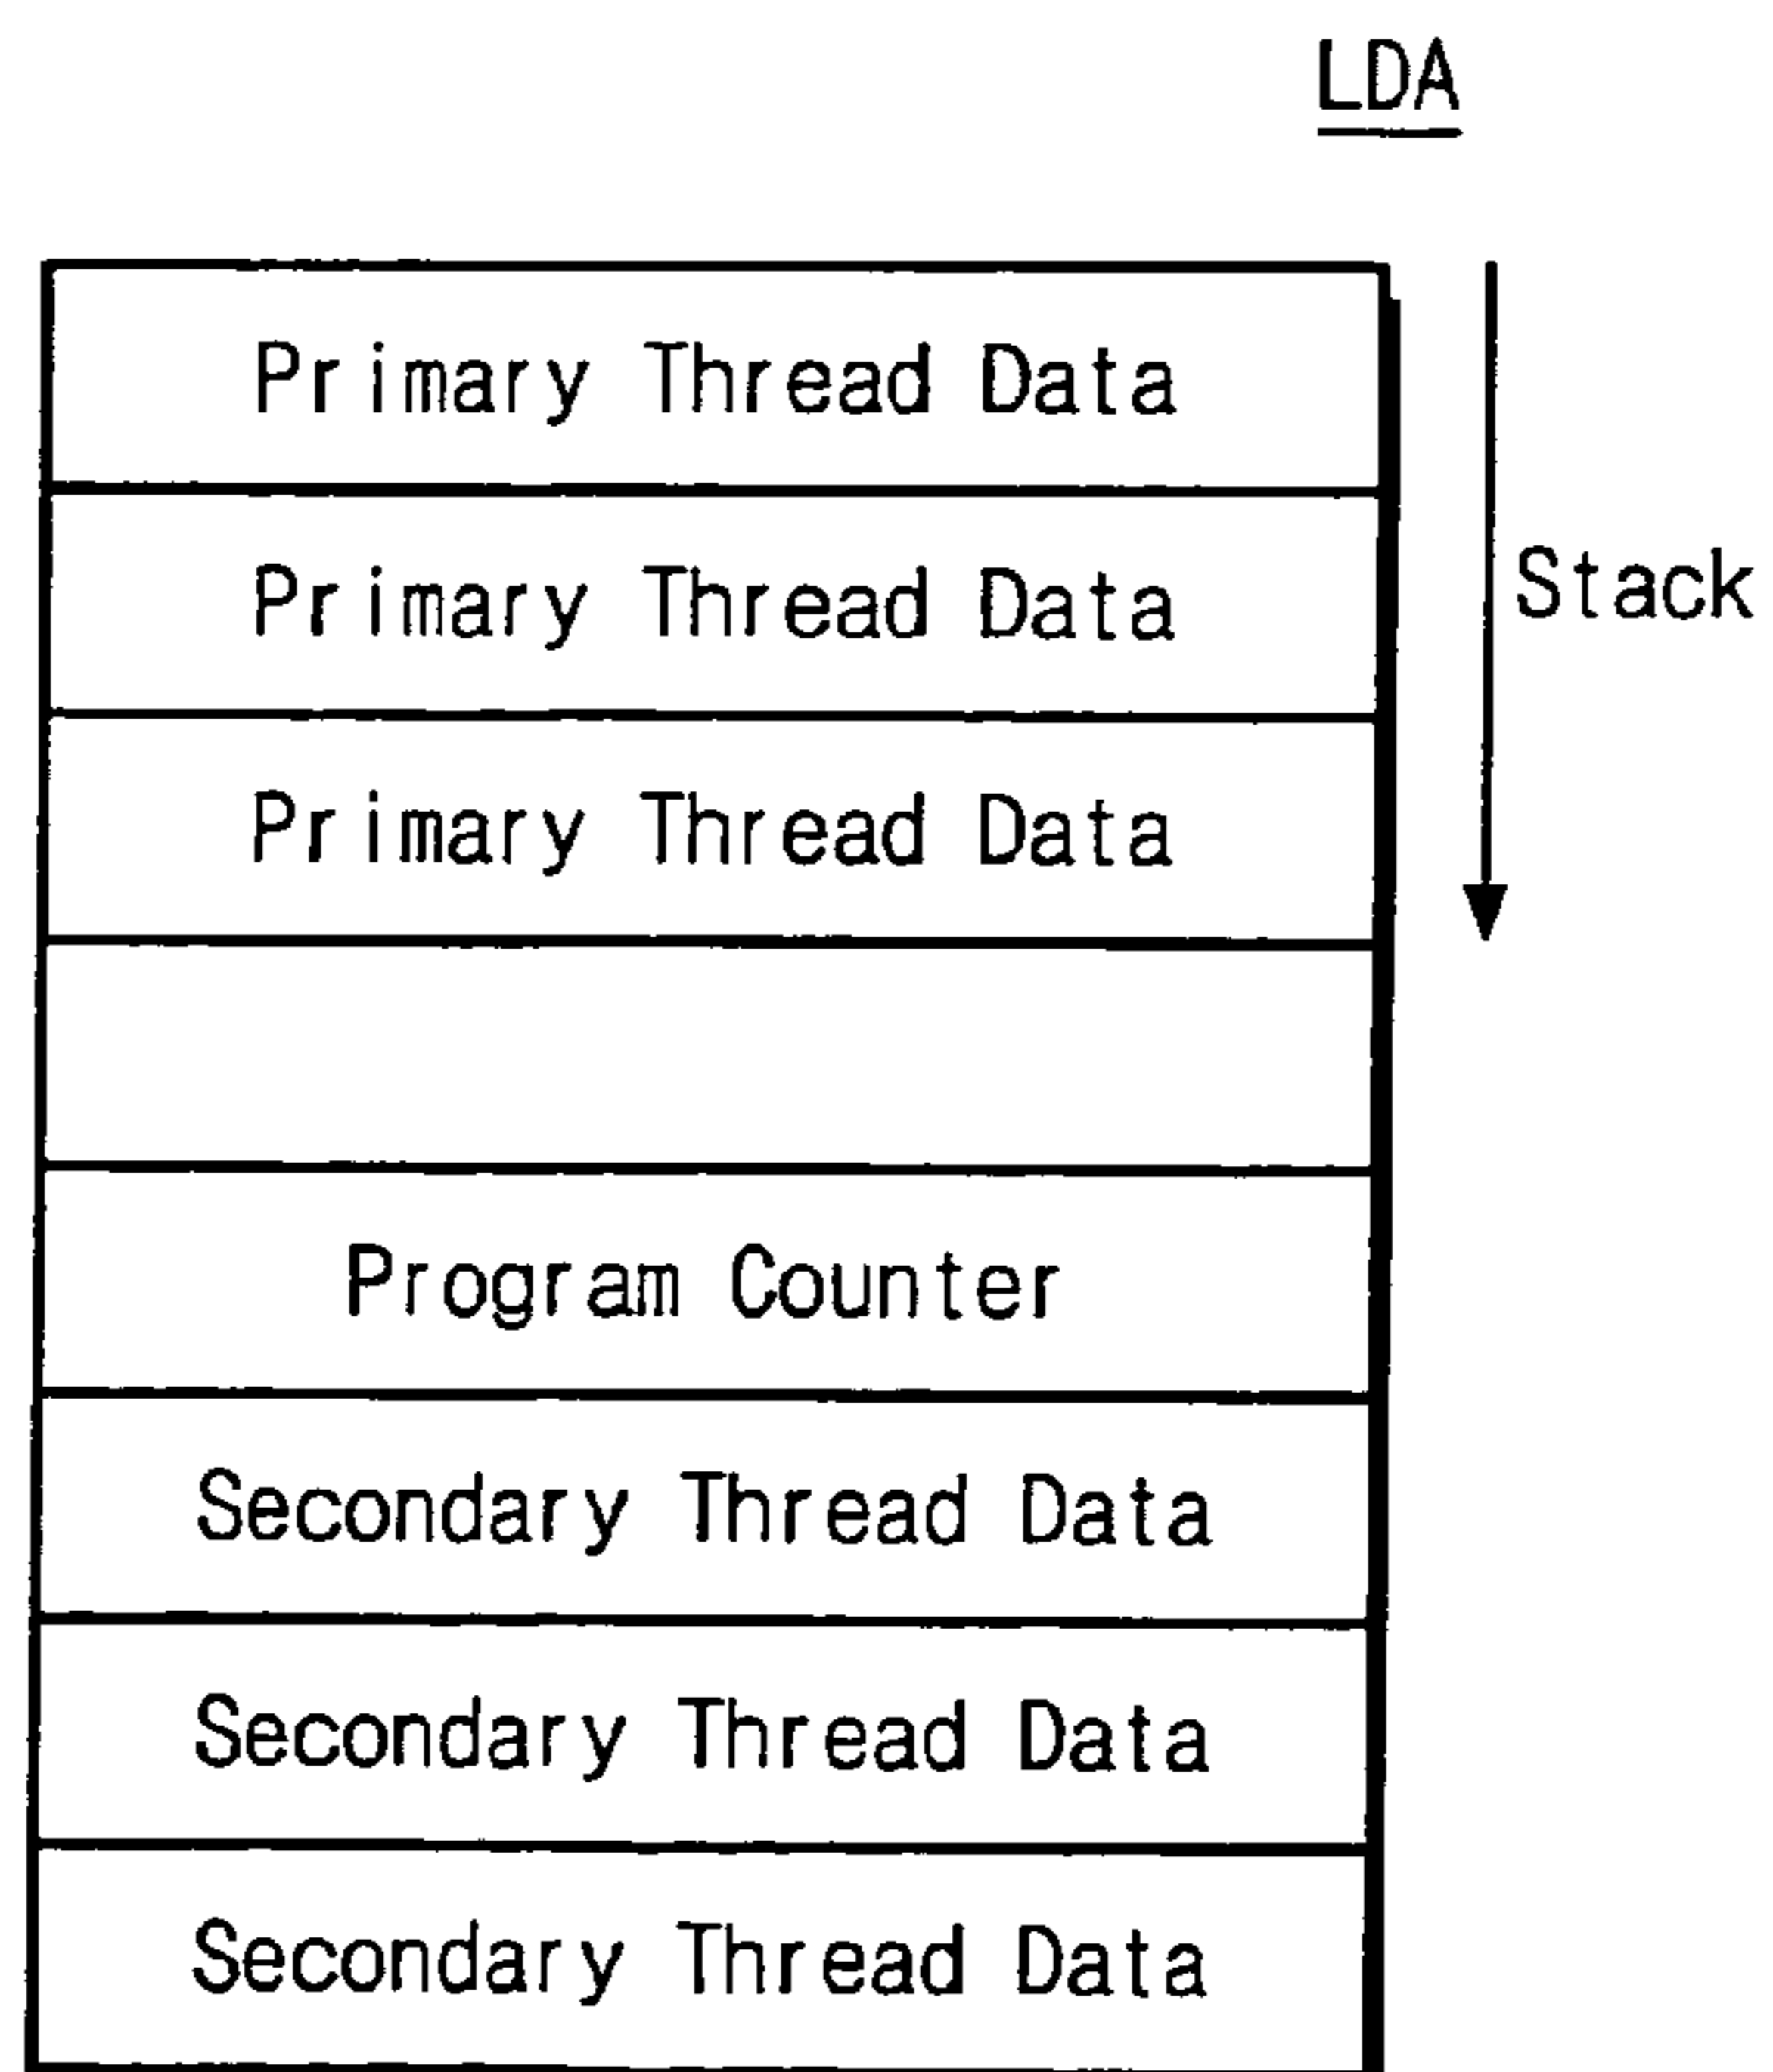 LDA
Primary Thread Data
Primary Thread Data
Stack
Primary Thread Data
Program Counter
Secondary Thread Data
Secondary Thread Data
Secondary Thread Data